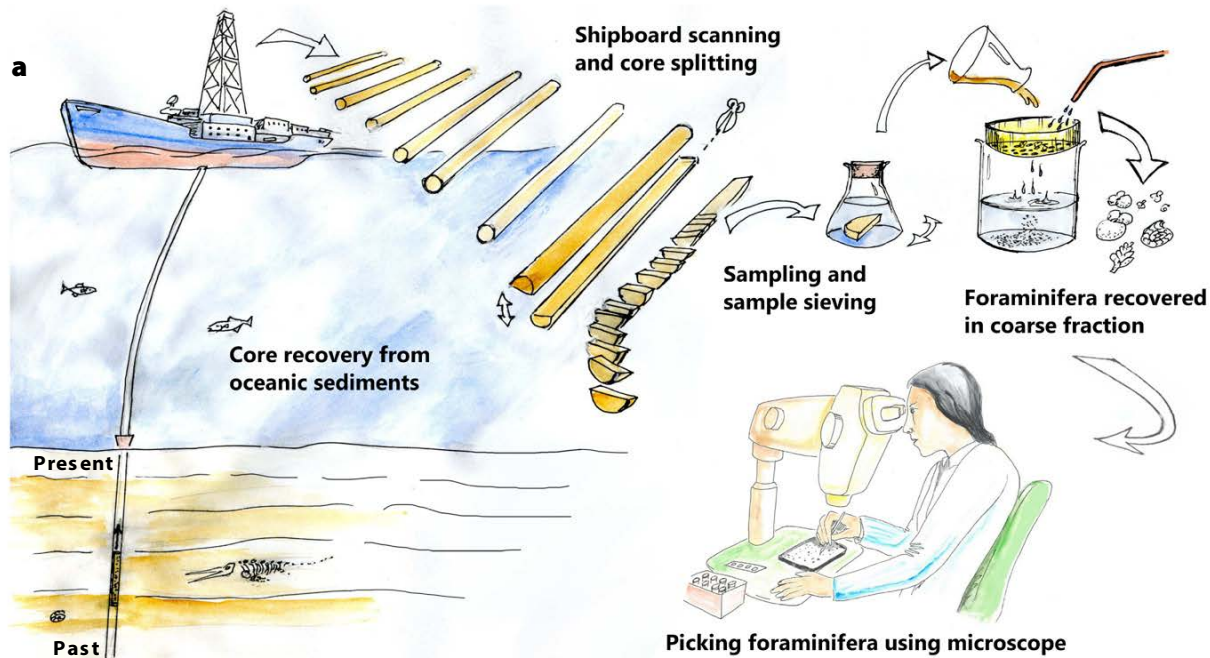 a
Shipboard scanning
and core splitting
Sampling and
sample sieving
Foraminifera recovered
in coarse fraction
Core recovery from
oceanic sediments
Present
Past
Picking foraminifera using microscope